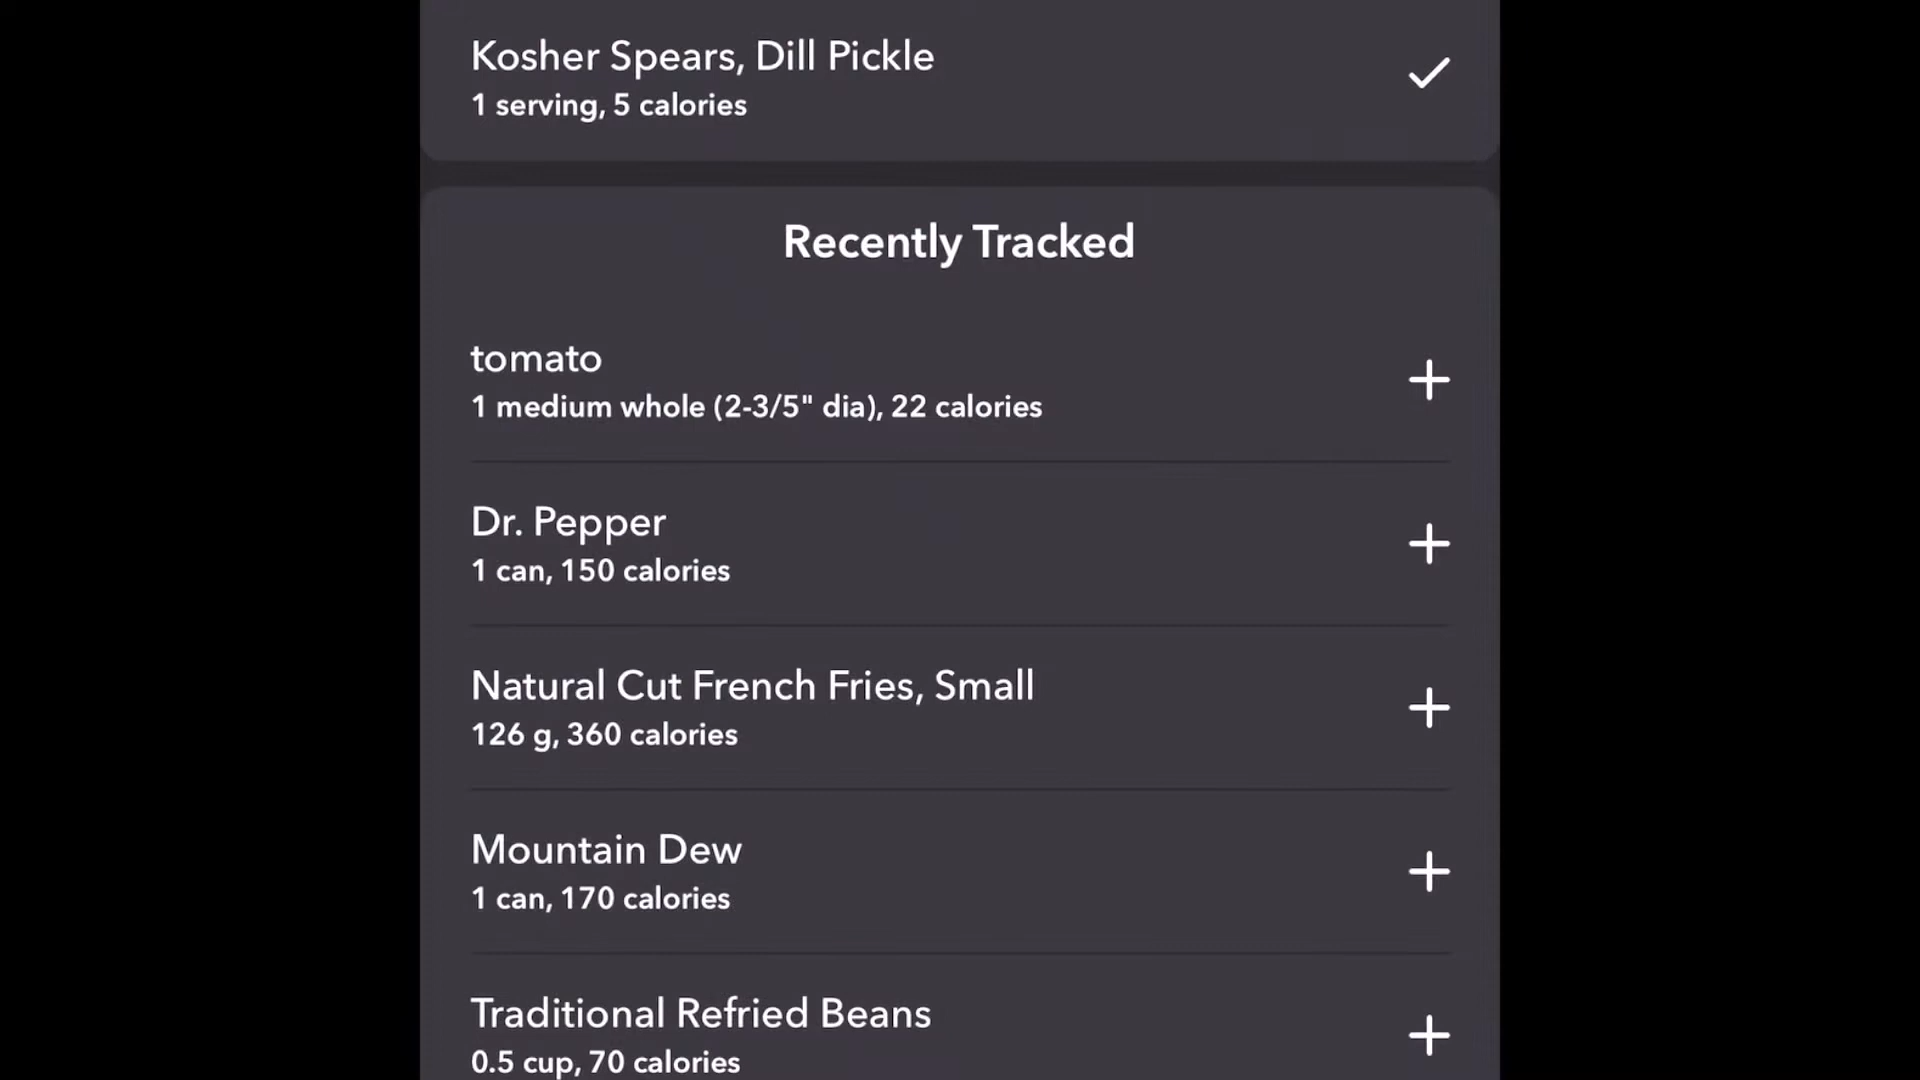 Kosher Spears, Dill Pickle
1 serving, 5 calories
Recently Tracked
tomato
1 medium whole (2-3/5" dia), 22 calories
Dr. Pepper
1 can, 150 calories
Natural Cut French Fries, Small
126 g, 360 calories
Mountain Dew
1 can, 170 calories
Traditional Refried Beans
0.5 cup, 70 calories